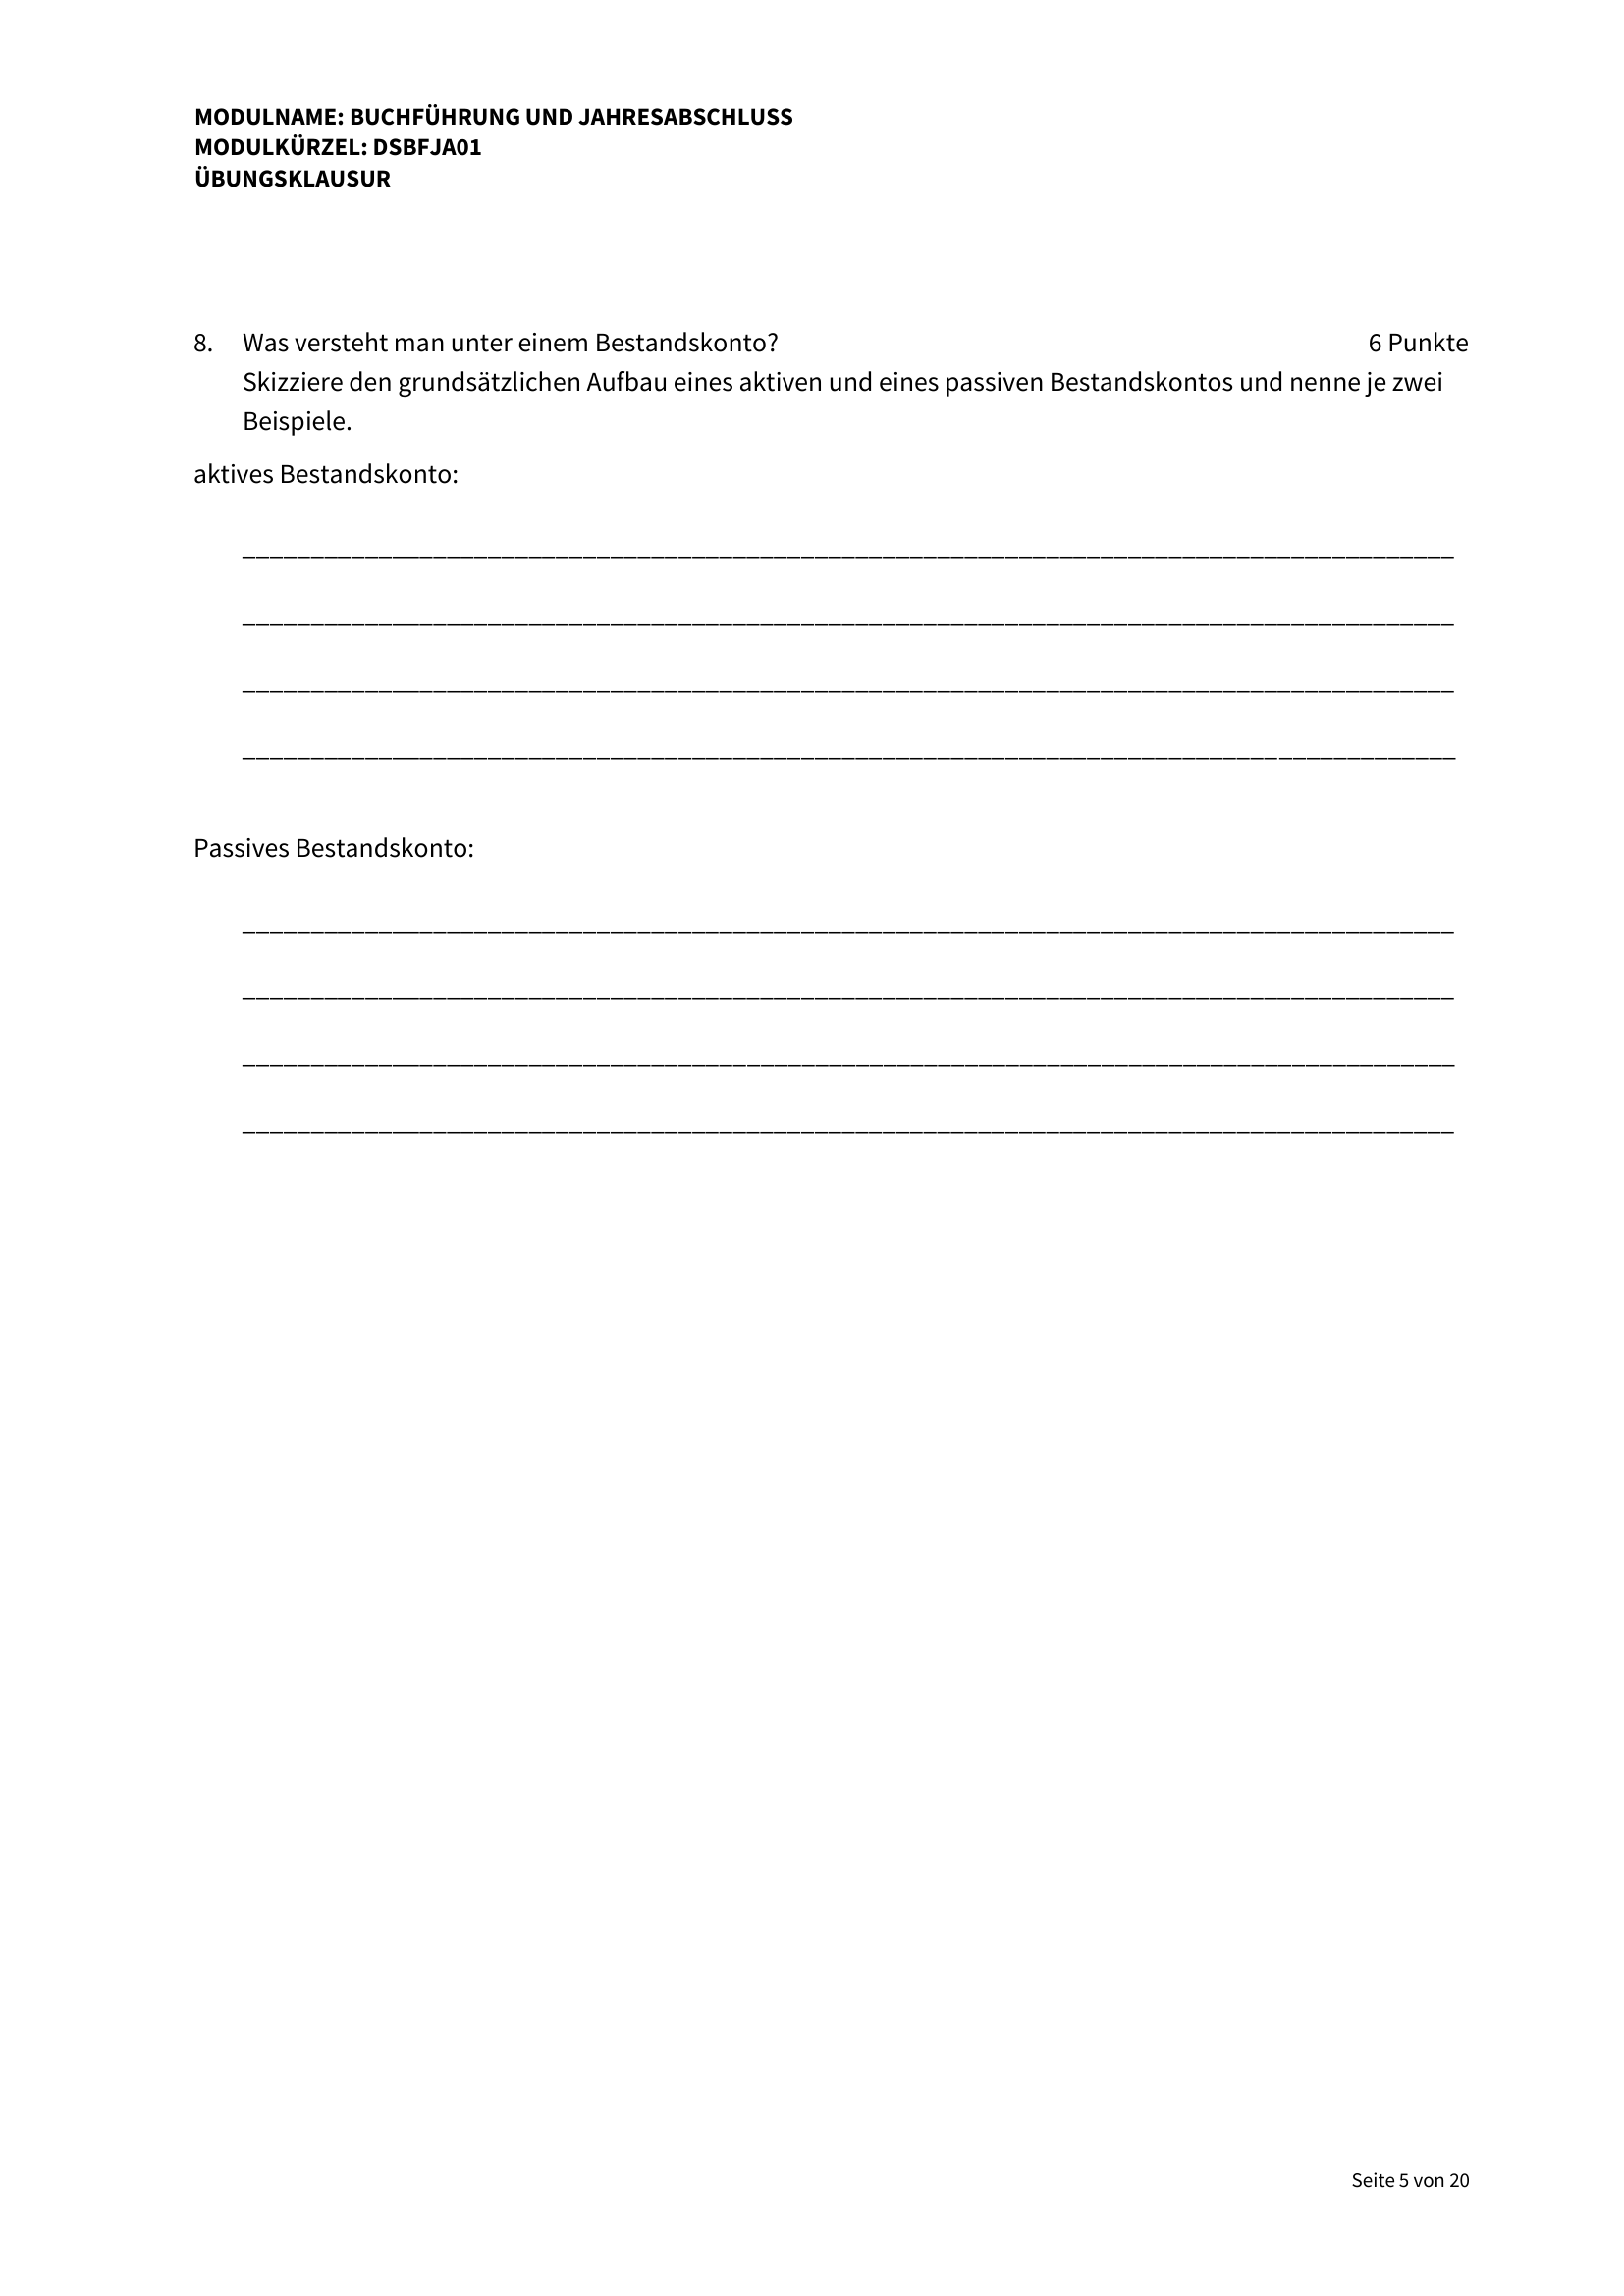 MODULNAME: BUCHFÜHRUNG UND JAHRESABSCHLUSS
MODULKÜRZEL: DSBFJA01
ÜBUNGSKLAUSUR
8. Was versteht man unter einem Bestandskonto? 6 Punkte
Skizziere den grundsätzlichen Aufbau eines aktiven und eines passiven Bestandskontos und nenne je zwei
Beispiele.
aktives Bestandskonto:
Passives Bestandskonto:
Seite 5 von 20